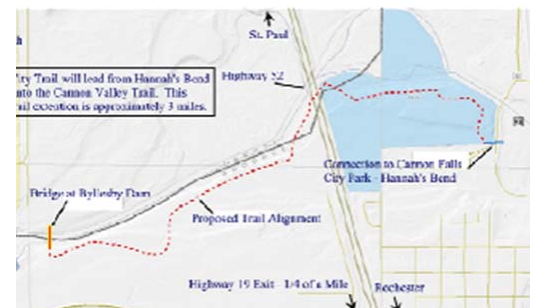 St. Paul
ity Trail will lead from Hannah's Bend
nto the Cannon Valley Trail. This
ail extention is approximately 3 miles.
Highway 52
Connection to Cannon Falls
City Park - Hannah's Bend
Bridge at Byllesby Dam
Proposed Trail Alignment
Highway 19 Exit - 1/4 of a Mile
Rochester